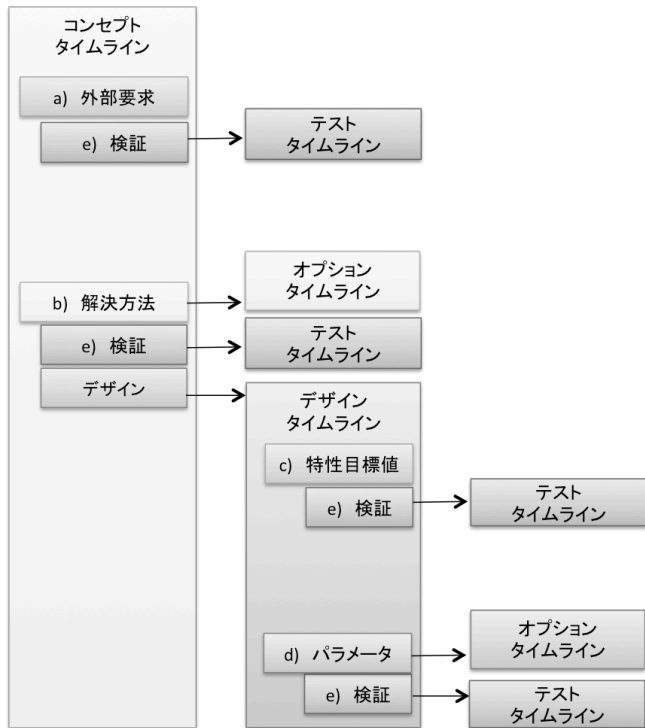 コンセプト
タイムライン
a) 外部要求
e) 検証
テスト
タイムライン
b) 解決方法
オプション
タイムライン
e) 検証
テスト
タイムライン
デザイン
デザイン
タイムライン
c) 特性目標値
e) 検証
テスト
タイムライン
d) パラメータ
オプション
タイムライン
e) 検証
テスト
タイムライン